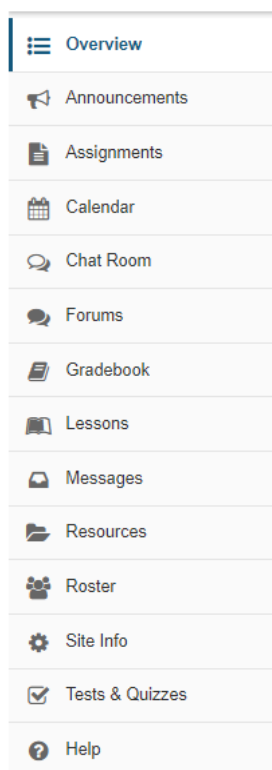 Overview
Announcements
Assignments
Calendar
Chat Room
Forums
Gradebook
Lessons
Messages
Resources
Roster
Site Info
Tests & Quizzes
Help